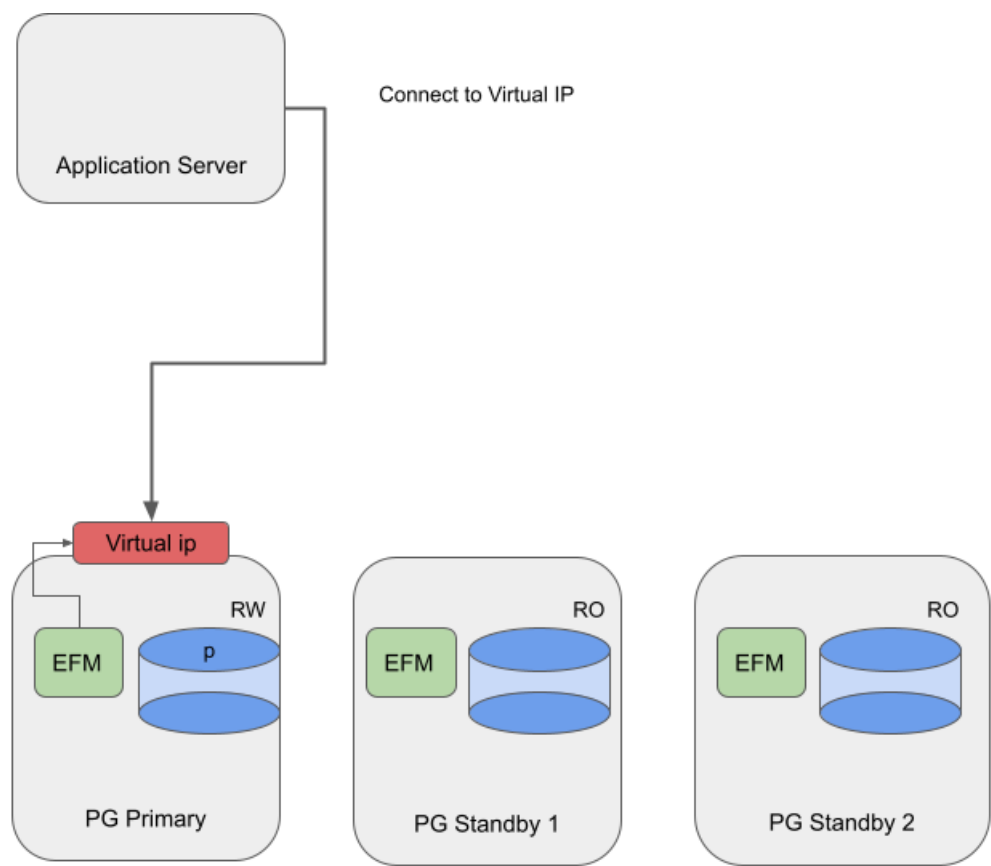 Connect to Virtual IP
Application Server
Virtual ip
RW
RO
RO
EFM
p
EFM
EFM
PG Primary
PG Standby 1
PG Standby 2